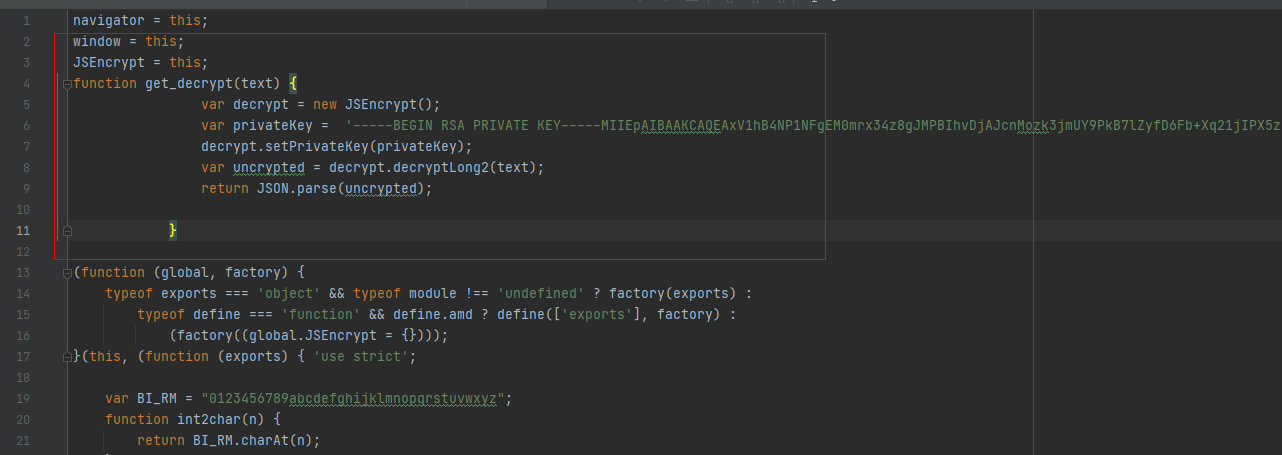 1 navigator = this;
2 window = this;
3 JSEncrypt = this;
4 function get_decrypt(text) {
5 var decrypt = new JSEncrypt();
6 var privateKey = '-----BEGIN RSA PRIVATE KEY-----MIIEpAIBAAKCAQEAxV1hB4NP1NFgEM0mrx34z8gJMPBIhvDjAJcnMozk3jmUY9PkB7lZyfD6Fb+Xq21jIPX5z
7 decrypt.setPrivateKey(privateKey);
8 var uncrypted = decrypt.decryptLong2(text);
9 return JSON.parse(uncrypted);
10
11 }
12
13 (function (global, factory) {
14 typeof exports === 'object' && typeof module !== 'undefined' ? factory(exports) :
15 typeof define === 'function' && define.amd ? define(['exports'], factory) :
16 (factory((global.JSEncrypt = {})));
17 }(this, (function (exports) { 'use strict';
18
19 var BI_RM = "0123456789abcdefghijklmnopqrstuvwxyz";
20 function int2char(n) {
21 return BI_RM.charAt(n);